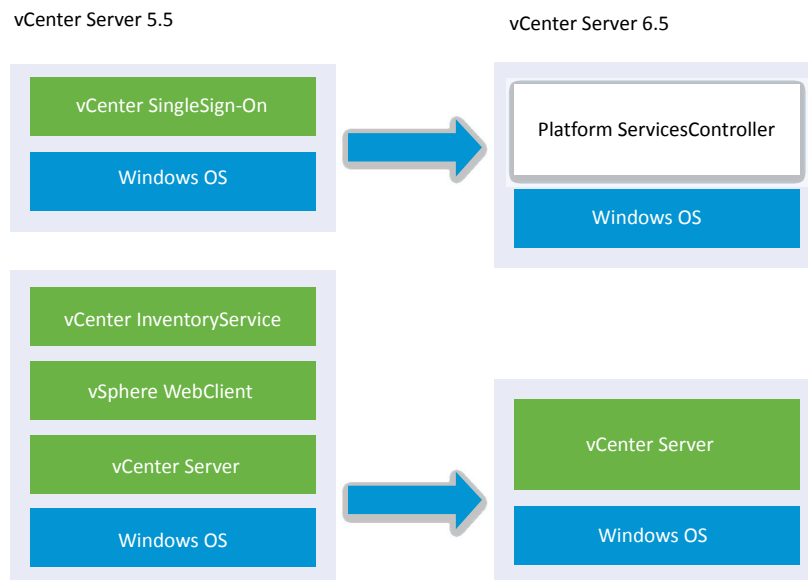 vCenter Server 5.5
vCenter Server 6.5
vCenter SingleSign-On
Windows OS
Platform ServicesController
Windows OS
vCenter InventoryService
vSphere WebClient
vCenter Server
Windows OS
vCenter Server
Windows OS